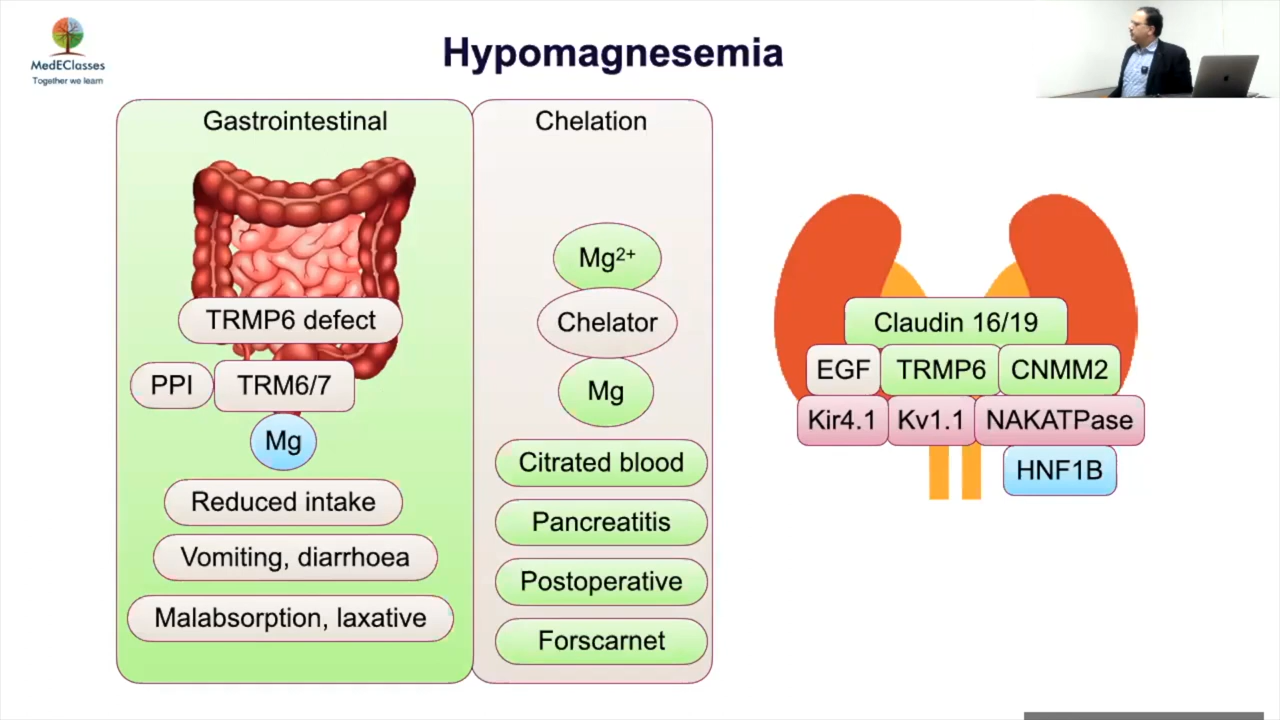 MedEClasses
Together we learn
Hypomagnesemia
Gastrointestinal
TRMP6 defect
PPI
TRM6/7
Mg
Reduced intake
Vomiting, diarrhoea
Malabsorption, laxative
Chelation
Mg²⁺
Chelator
Mg
Citrated blood
Pancreatitis
Postoperative
Forscarnet
Claudin 16/19
EGF
TRMP6
CNMM2
Kir4.1
Kv1.1
NAKATPase
HNF1B